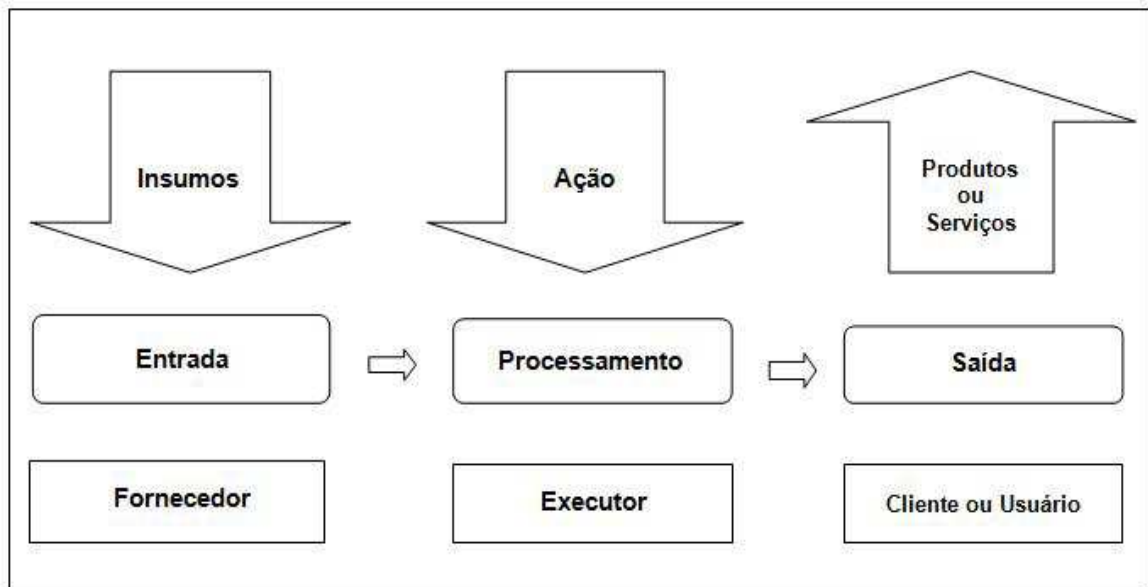 Insumos
Ação
Produtos
ou
Serviços
Entrada
Processamento
Saída
Fornecedor
Executor
Cliente ou Usuário